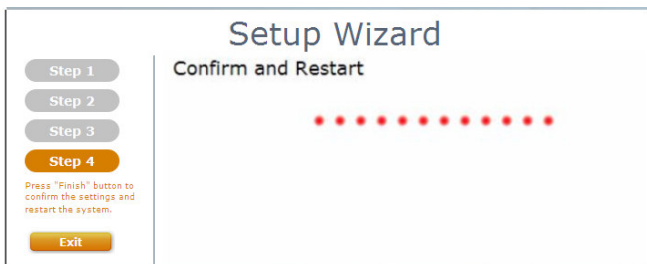 Setup Wizard
Step 1
Step 2
Step 3
Step 4
Press "Finish" button to
confirm the settings and
restart the system.
Exit
Confirm and Restart